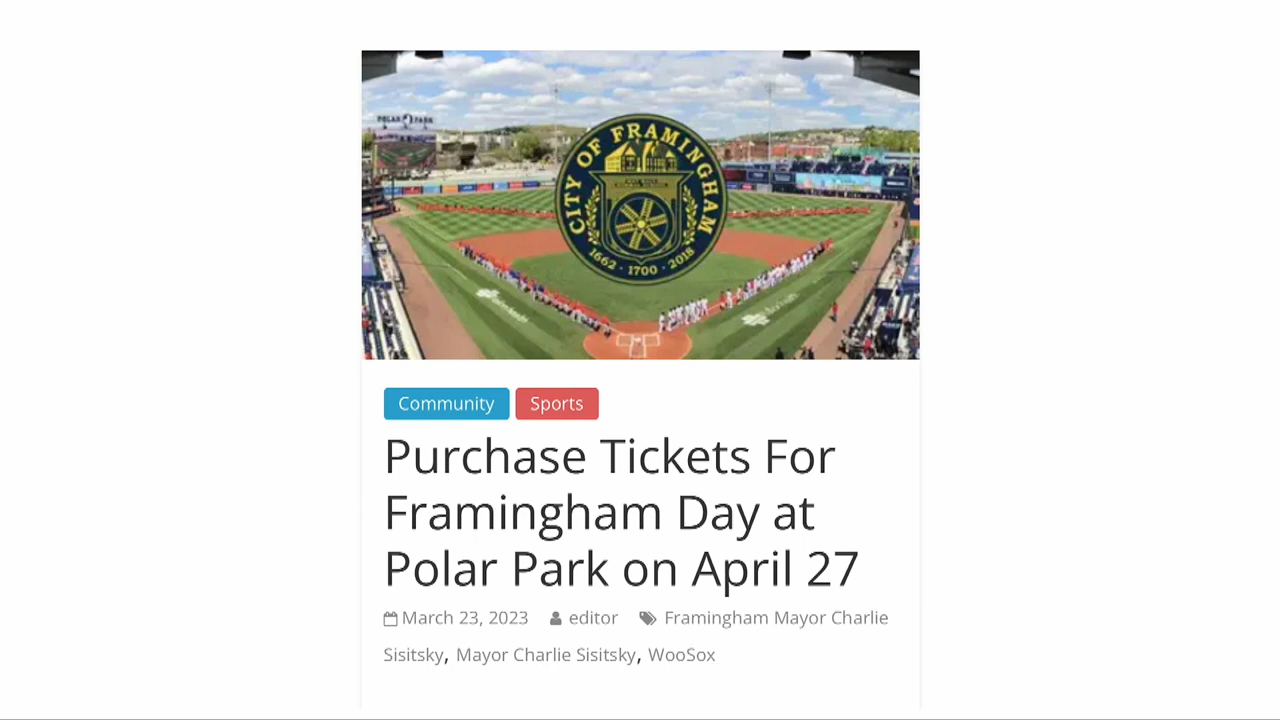 POLAR PARK
CITY OF FRAMINGHAM
1662 · 1700 · 2018
Community Sports
Purchase Tickets For
Framingham Day at
Polar Park on April 27
March 23, 2023 editor Framingham Mayor Charlie
Sisitsky, Mayor Charlie Sisitsky, WooSox